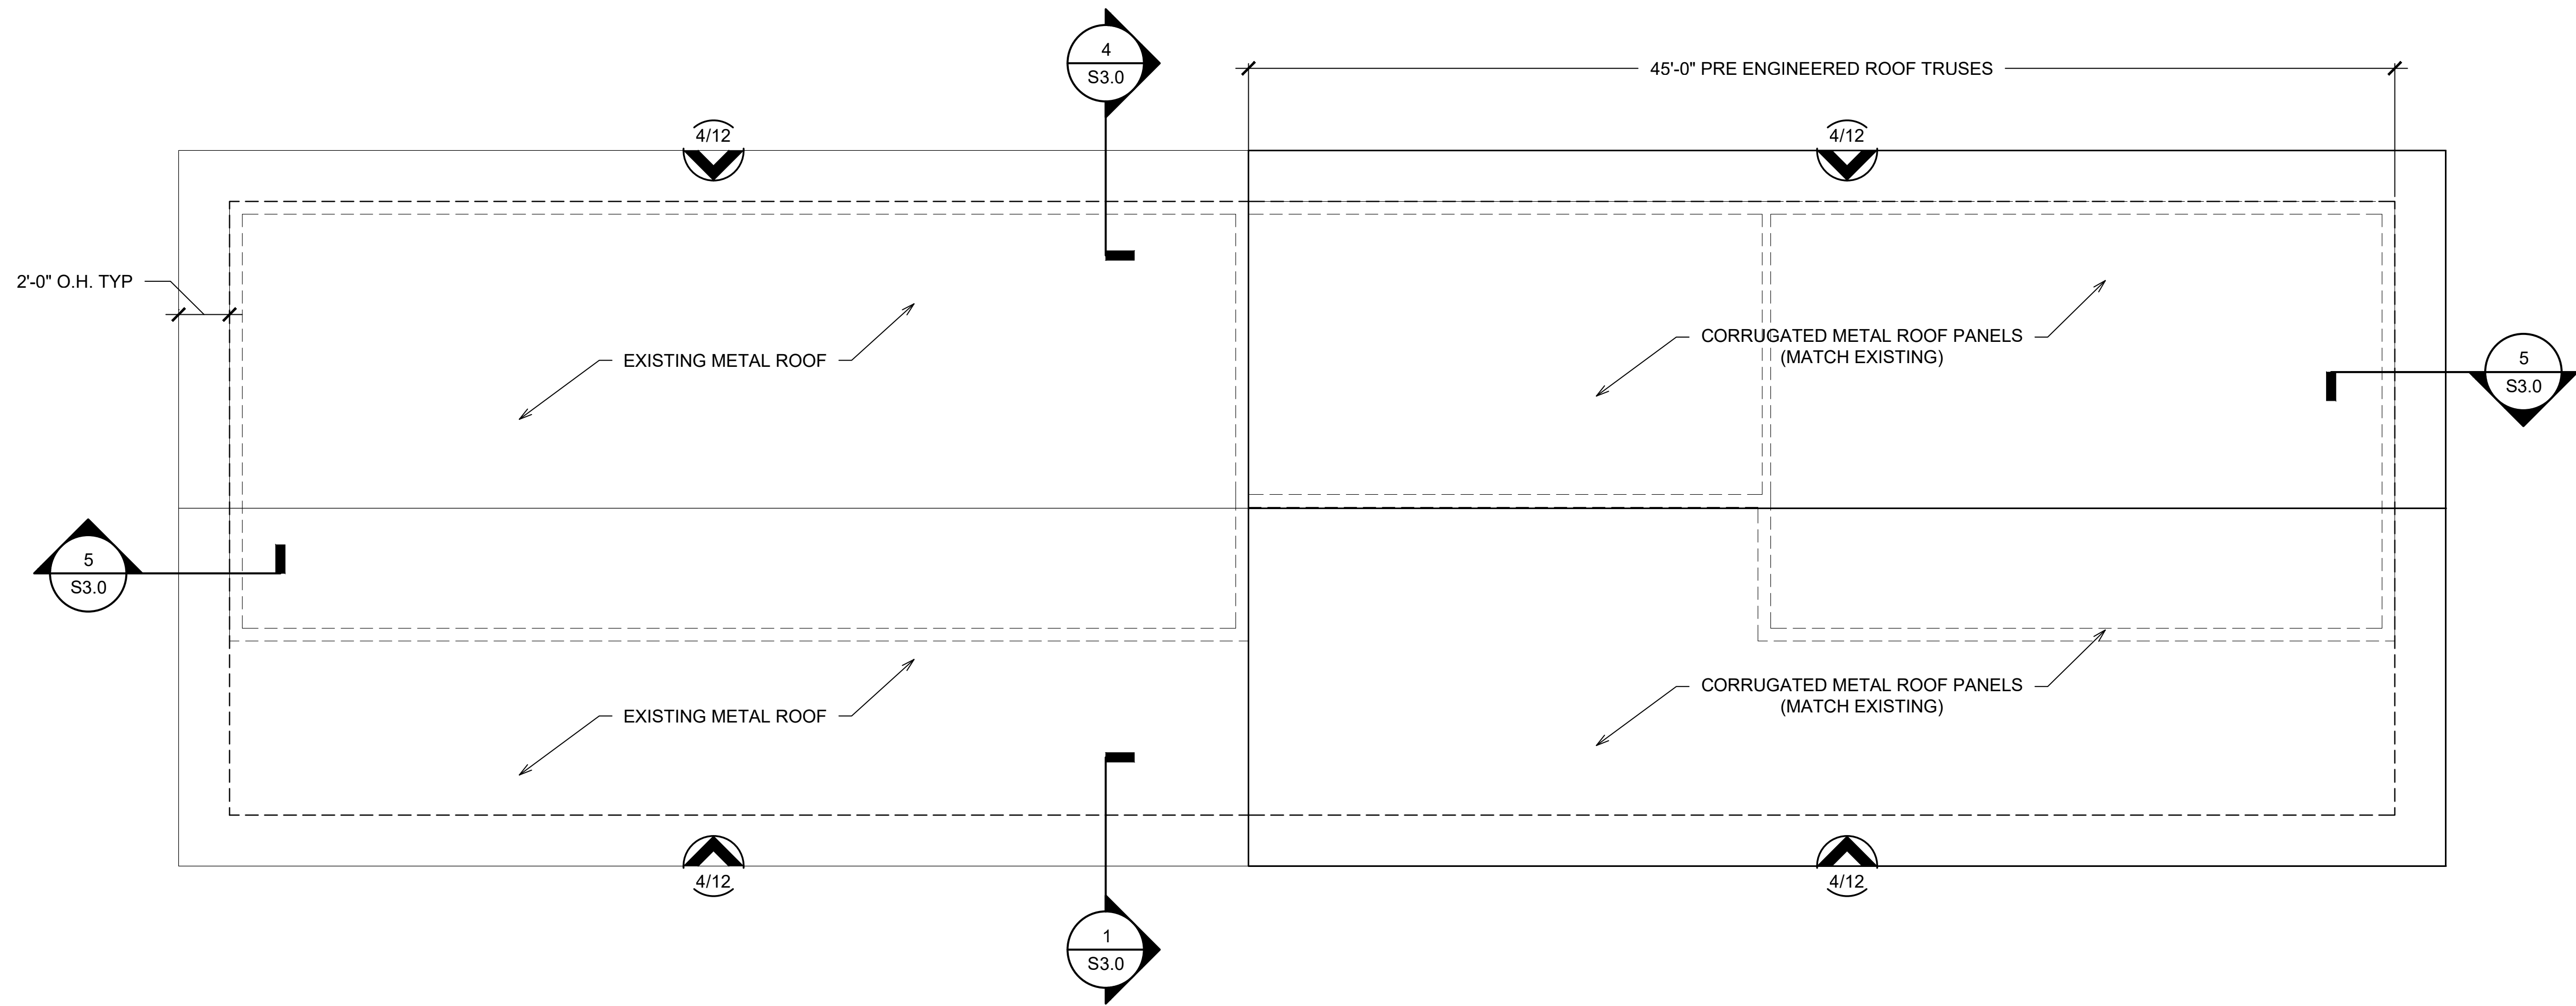 4
S3.0
45'-0" PRE ENGINEERED ROOF TRUSES
4/12
4/12
2'-0" O.H. TYP
EXISTING METAL ROOF
CORRUGATED METAL ROOF PANELS
(MATCH EXISTING)
5
S3.0
5
S3.0
EXISTING METAL ROOF
CORRUGATED METAL ROOF PANELS
(MATCH EXISTING)
4/12
4/12
1
S3.0